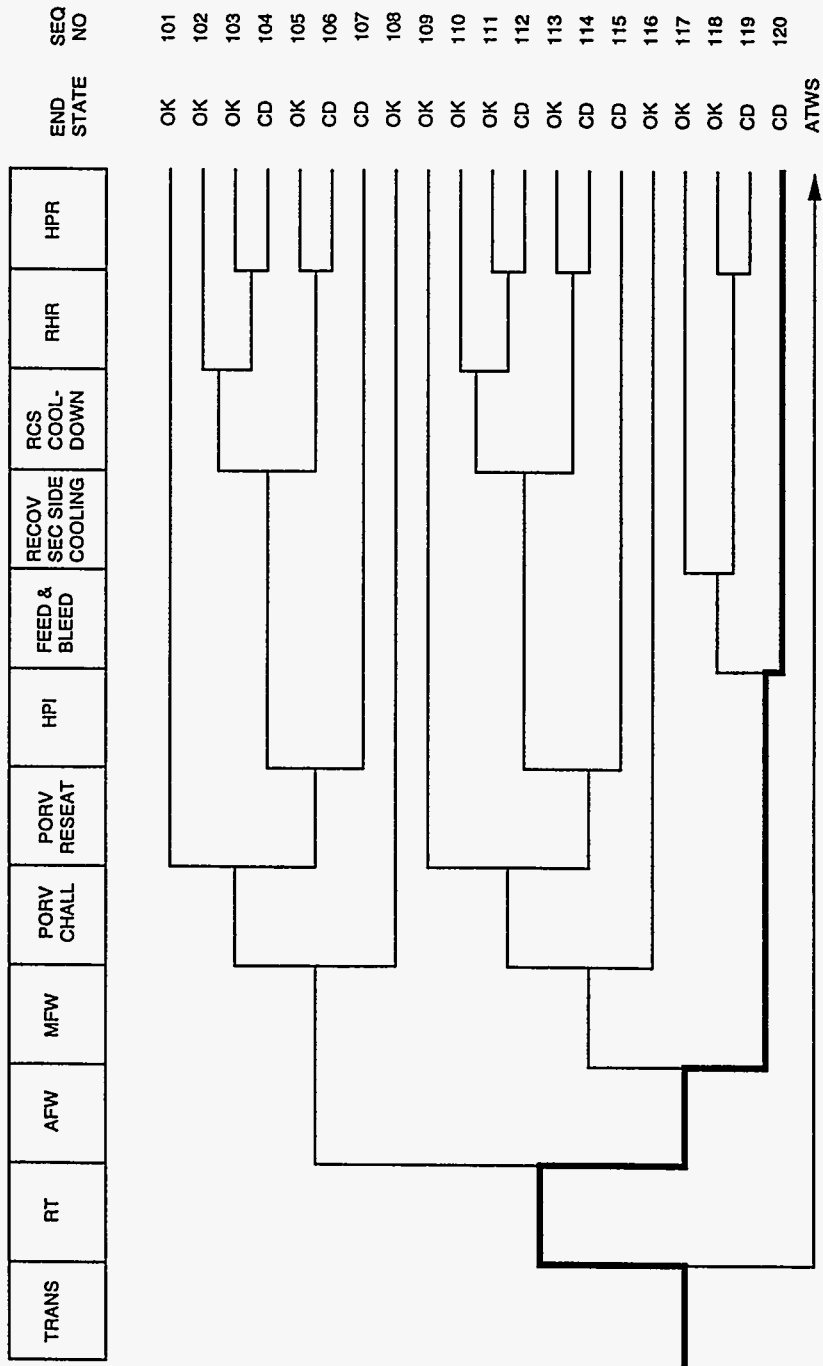 TRANS
RT
AFW
MFW
PORV
CHALL
PORV
RESEAT
HPI
FEED &
BLEED
RECOV
SEC SIDE
COOLING
RCS
COOL-
DOWN
RHR
HPR
END
STATE
SEQ
NO
OK 101
OK 102
OK 103
CD 104
OK 105
CD 106
CD 107
OK 108
OK 109
OK 110
OK 111
CD 112
OK 113
CD 114
CD 115
OK 116
OK 117
OK 118
CD 119
CD 120
ATWS